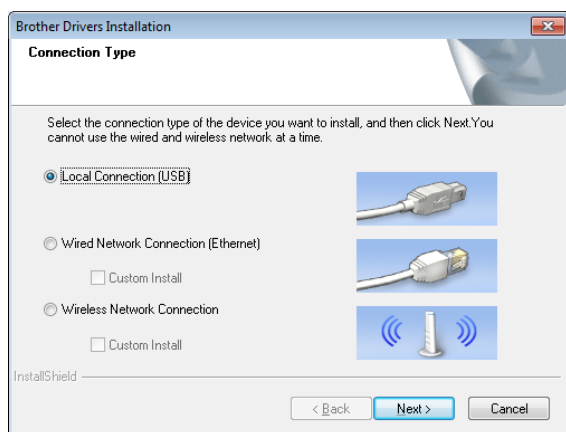 Brother Drivers Installation
Connection Type
Select the connection type of the device you want to install, and then click Next.You
cannot use the wired and wireless network at a time.
Local Connection (USB)
Wired Network Connection (Ethernet)
Custom Install
Wireless Network Connection
Custom Install
InstallShield
< Back
Next >
Cancel